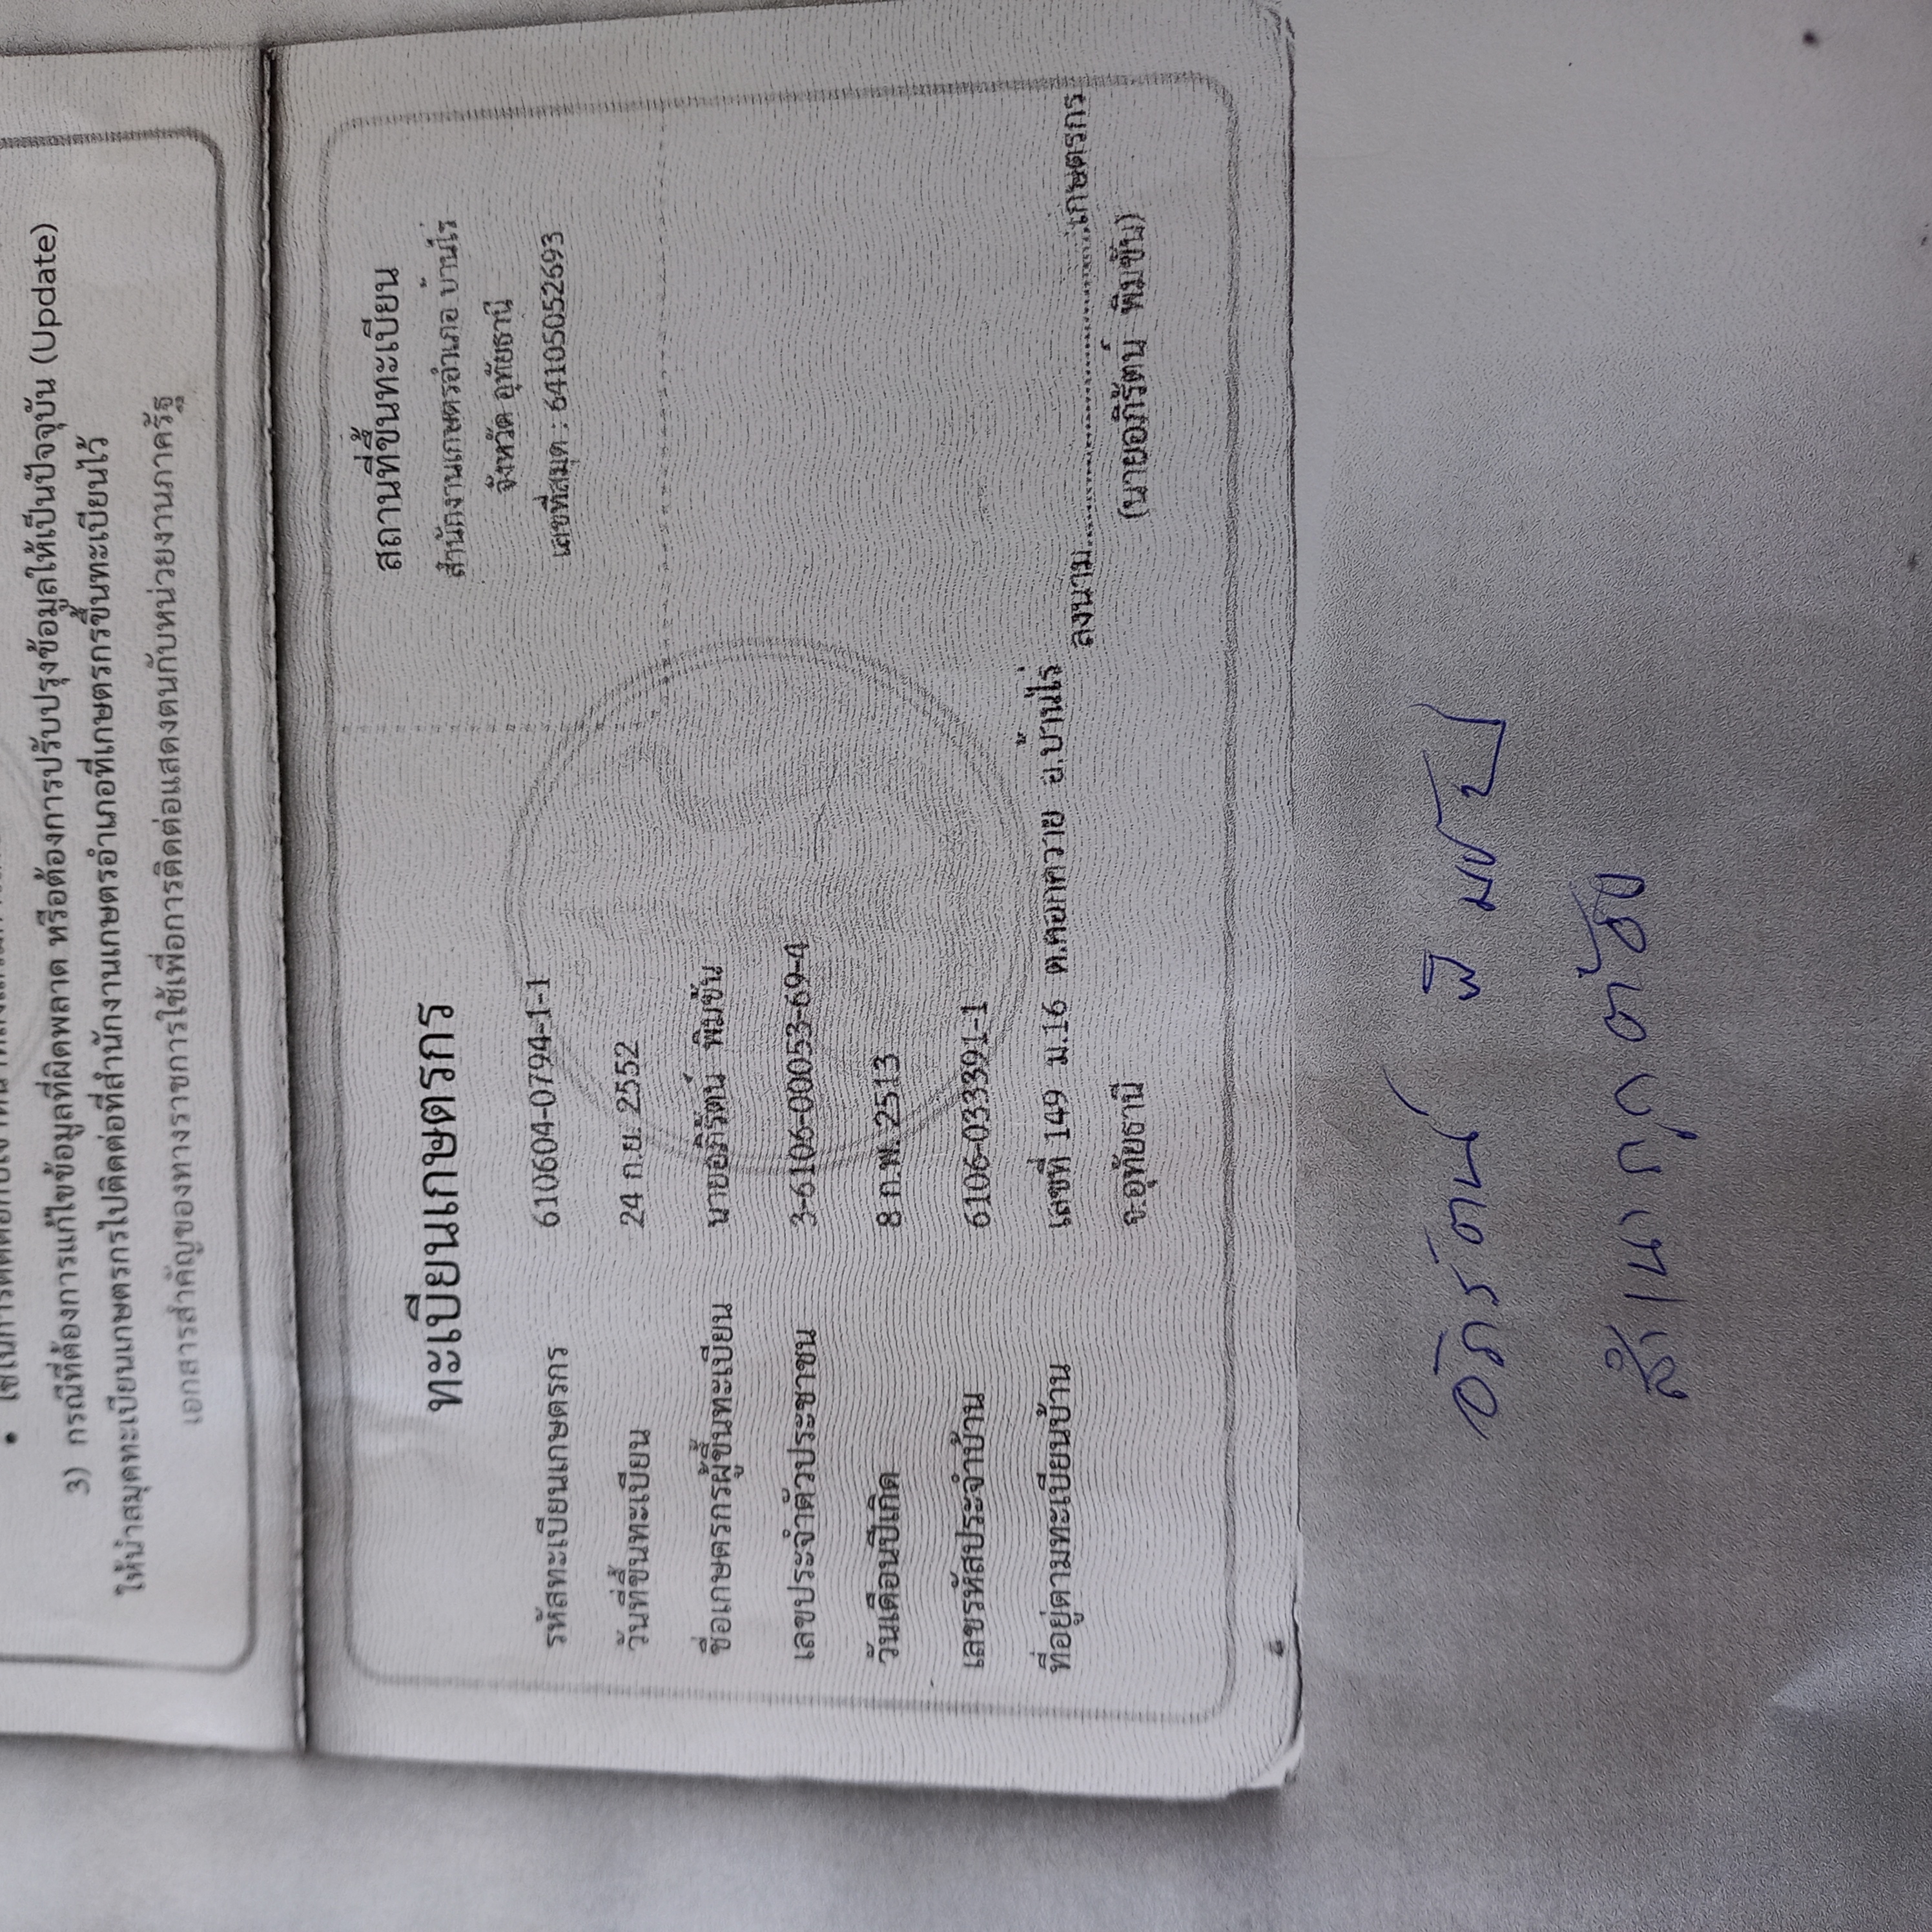 3) กรณีที่ต้องการแก้ไขข้อมูลที่ผิดพลาด หรือต้องการปรับปรุงข้อมูลให้เป็นปัจจุบัน (Update)
ให้นำสมุดทะเบียนเกษตรกรไปติดต่อที่สำนักงานเกษตรอำเภอที่เกษตรกรขึ้นทะเบียนไว้
เอกสารสำคัญของทางราชการใช้เพื่อการติดต่อแสดงตนกับหน่วยงานภาครัฐ
ทะเบียนเกษตรกร
สถานที่ขึ้นทะเบียน
สำนักงานเกษตรอำเภอ บ้านไร่
จังหวัด อุทัยธานี
เลขที่สมุด : 641050052693
รหัสทะเบียนเกษตรกร 610604-0794-1-1
วันที่ขึ้นทะเบียน 24 ก.ย. 2552
ชื่อเกษตรกรผู้ขึ้นทะเบียน นายอภิรัตน์ พิมขัน
เลขประจำตัวประชาชน 3-6106-00053-69-4
วันเดือนปีเกิด 8 ก.พ. 2513
เลขรหัสประจำบ้าน 6106-033391-1
ที่อยู่ตามทะเบียนบ้าน เลขที่ 149 ม.16 ต.คอกควาย อ.บ้านไร่
จ.อุทัยธานี
ลงนาม..............................เกษตรกร
(นายอภิรัตน์ พิมขัน)
สำเนาถูกต้อง